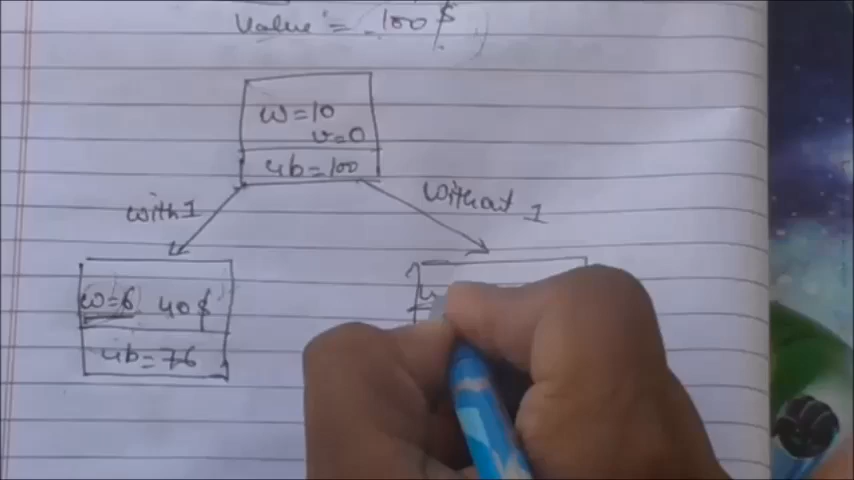 Value = 100 $
w=10
v=0
ub=100
with 1
Without 1
w=6 40$
ub=76